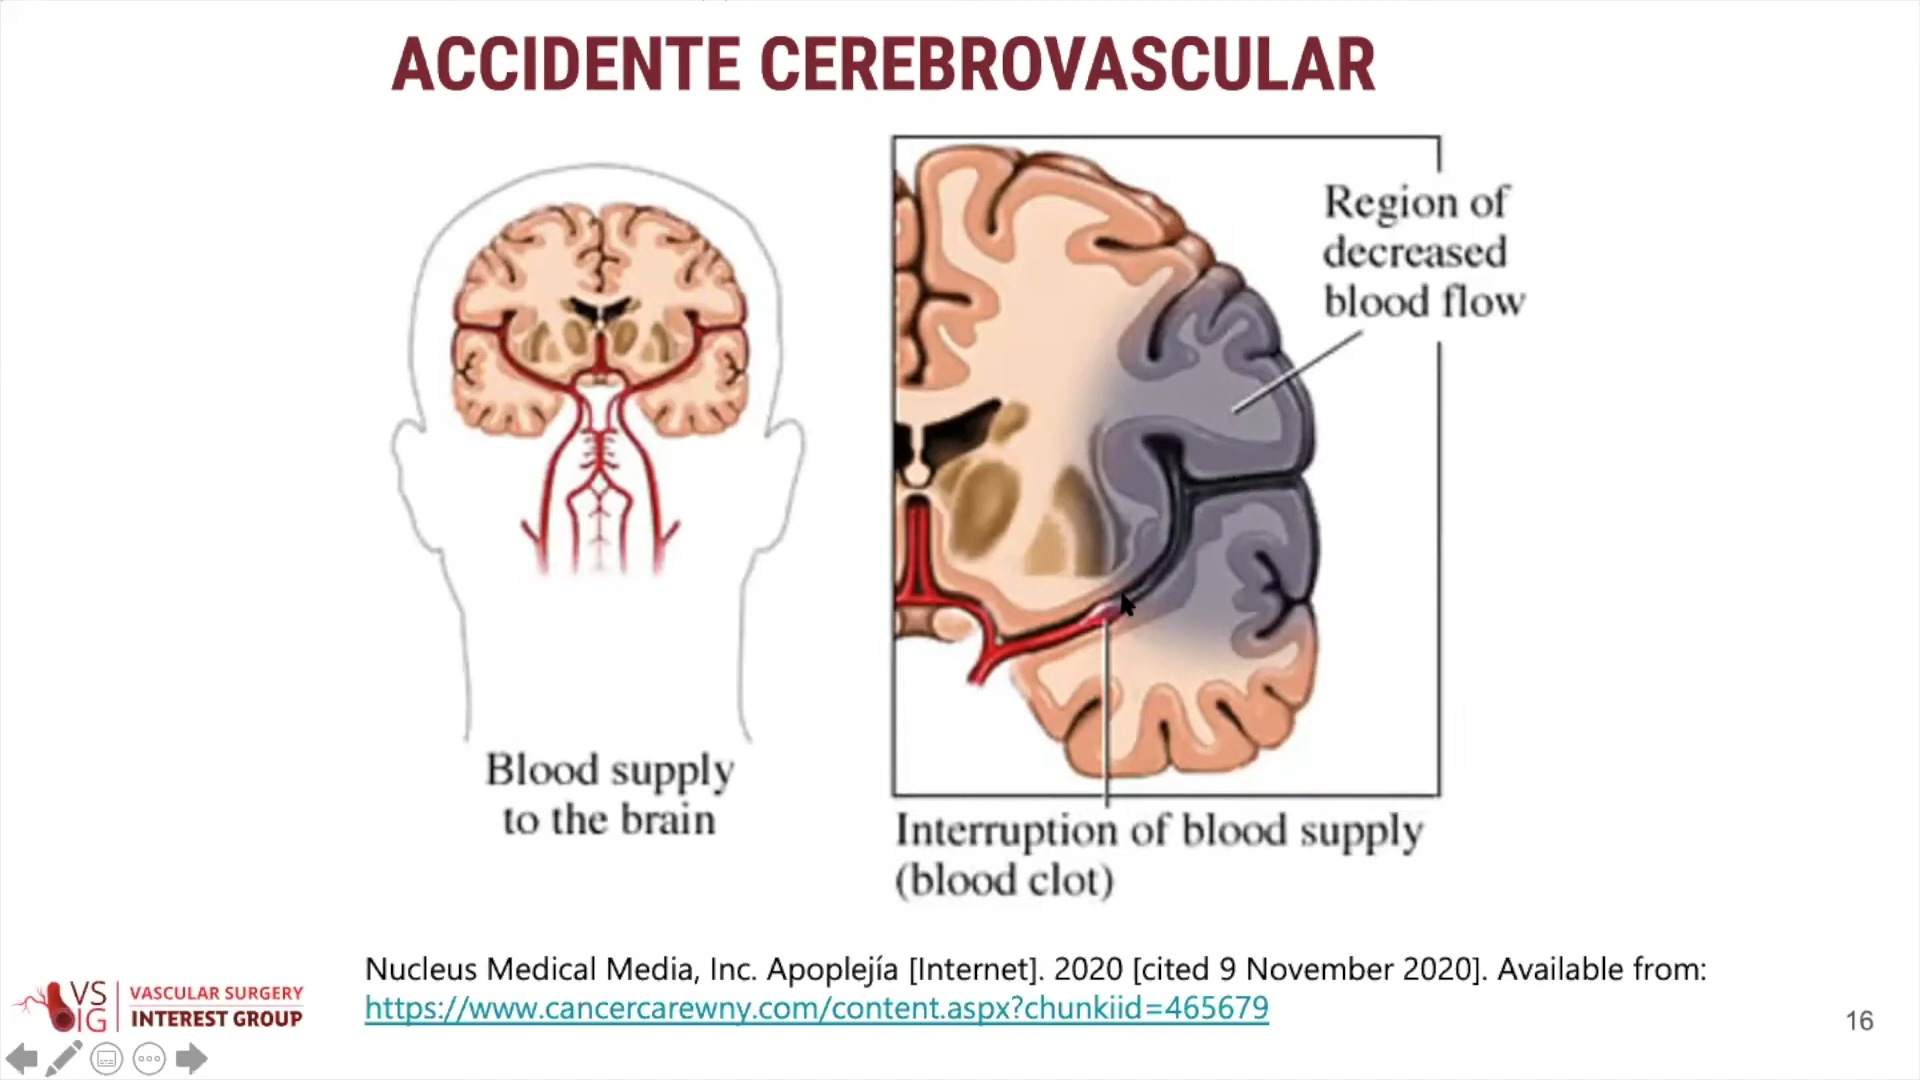 ACCIDENTE CEREBROVASCULAR
Region of
decreased
blood flow
Blood supply
to the brain
Interruption of blood supply
(blood clot)
Nucleus Medical Media, Inc. Apoplejía [Internet]. 2020 [cited 9 November 2020]. Available from:
https://www.cancercarewny.com/content.aspx?chunkiid=465679
VS
IG
VASCULAR SURGERY
INTEREST GROUP
16